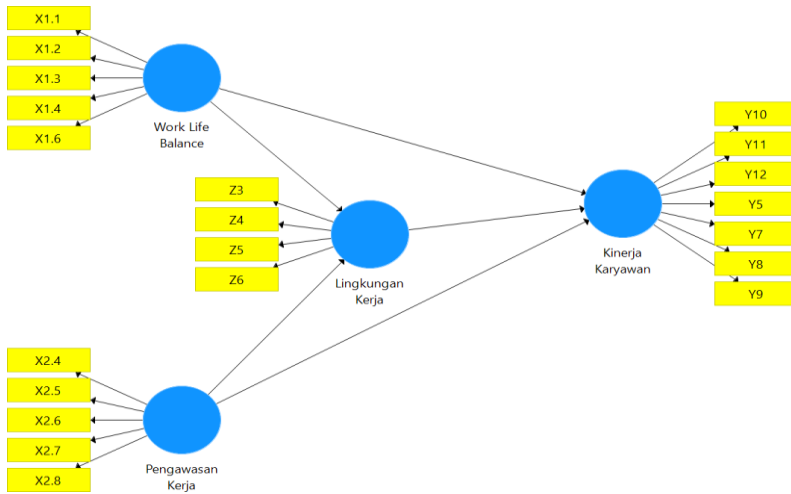 X1.1
X1.2
X1.3
X1.4
X1.6
Work Life
Balance
Z3
Z4
Z5
Z6
Lingkungan
Kerja
Y10
Y11
Y12
Y5
Y7
Y8
Y9
Kinerja
Karyawan
X2.4
X2.5
X2.6
X2.7
X2.8
Pengawasan
Kerja